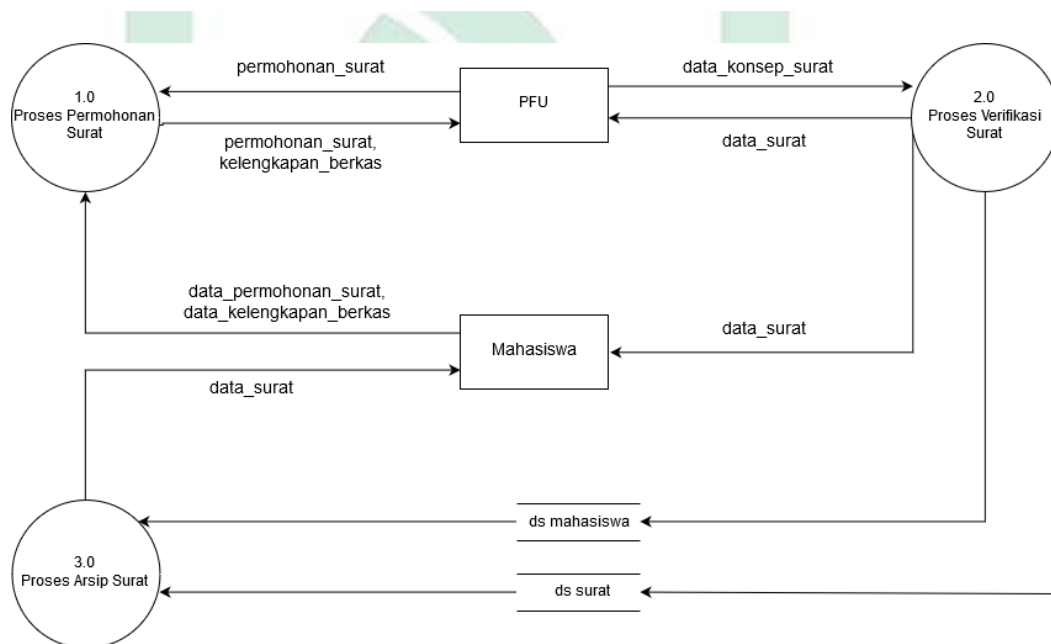 permohonan_surat
data_konsep_surat
1.0
Proses Permohonan
Surat
PFU
2.0
Proses Verifikasi
Surat
permohonan_surat,
kelengkapan_berkas
data_surat
data_permohonan_surat,
data_kelengkapan_berkas
Mahasiswa
data_surat
data_surat
ds mahasiswa
3.0
Proses Arsip Surat
ds surat